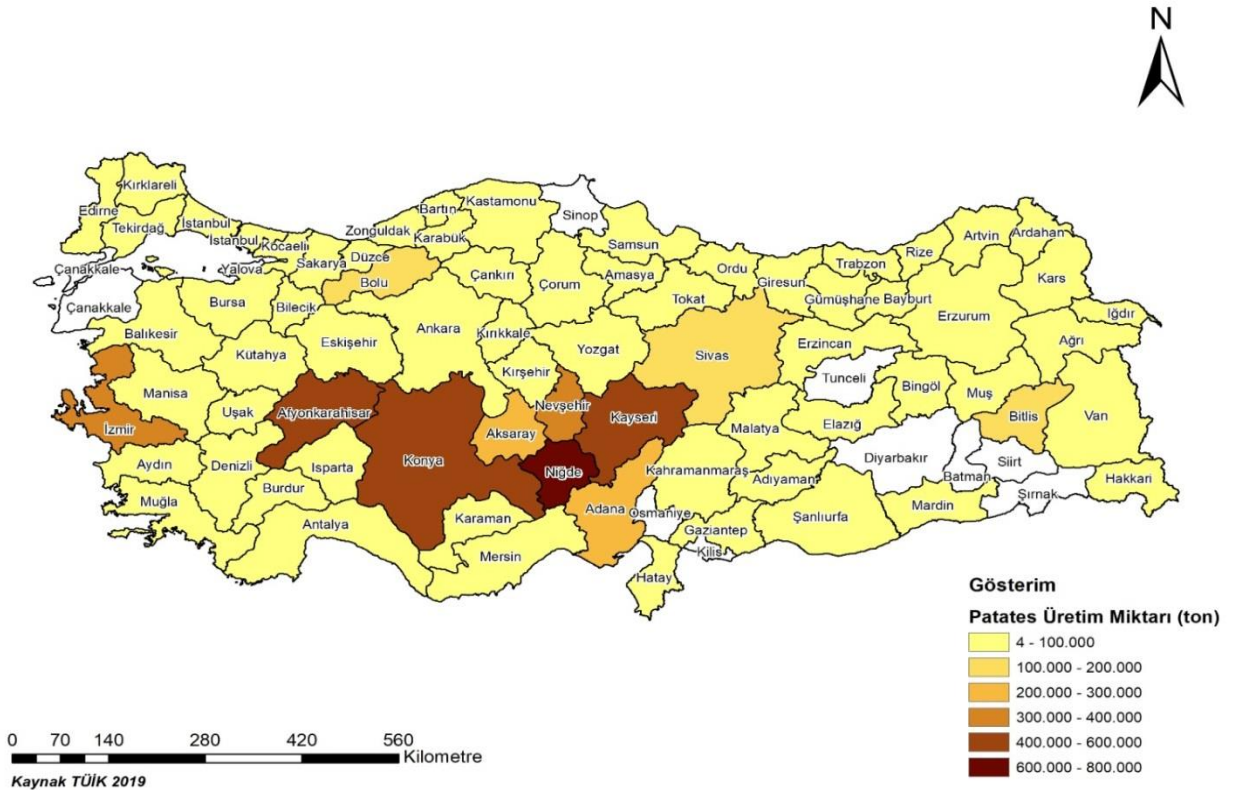 N
Kırklareli
Edirne
Tekirdağ
İstanbul
İstanbul
Kocaeli
Yalova
Sakarya
Düzce
Bolu
Zonguldak
Bartın
Karabük
Kastamonu
Sinop
Samsun
Çankırı
Çorum
Amasya
Tokat
Ordu
Giresun
Trabzon
Rize
Artvin
Ardahan
Kars
Gümüşhane
Bayburt
Erzurum
Iğdır
Ağrı
Çanakkale
Çanakkale
Balıkesir
Bursa
Bilecik
Kütahya
Eskişehir
Ankara
Kırıkkale
Kırşehir
Yozgat
Sivas
Erzincan
Tunceli
Bingöl
Muş
Bitlis
Van
Manisa
Uşak
Afyonkarahisar
İzmir
Konya
Aksaray
Nevşehir
Kayseri
Niğde
Malatya
Elazığ
Diyarbakır
Batman
Siirt
Şırnak
Hakkari
Aydın
Denizli
Isparta
Burdur
Muğla
Antalya
Karaman
Mersin
Adana
Kahramanmaraş
Osmaniye
Adıyaman
Gaziantep
Kilis
Şanlıurfa
Mardin
Hatay
Gösterim
Patates Üretim Miktarı (ton)
4 - 100.000
100.000 - 200.000
200.000 - 300.000
300.000 - 400.000
400.000 - 600.000
600.000 - 800.000
0 70 140 280 420 560
Kilometre
Kaynak TÜİK 2019